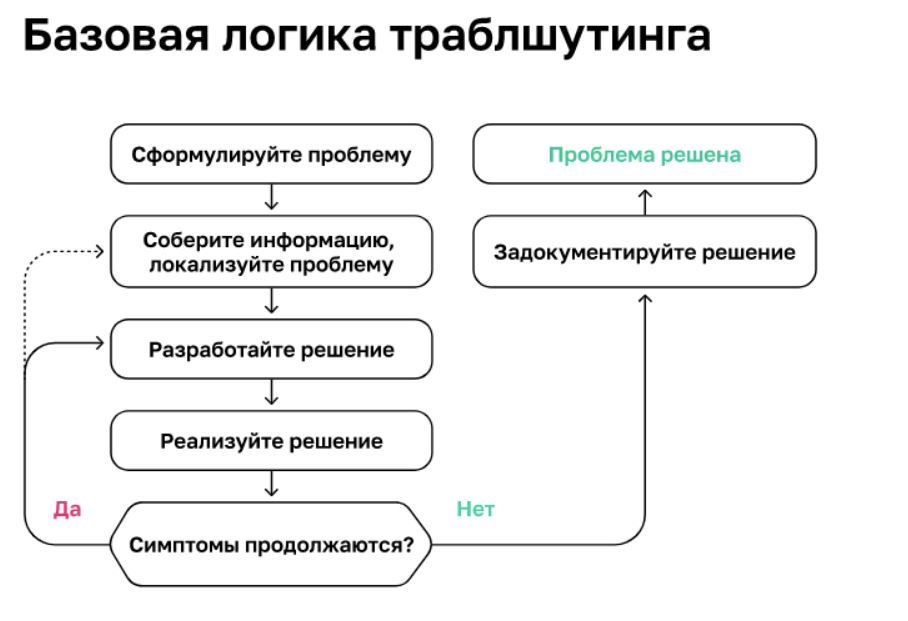 Базовая логика траблшутинга
Сформулируйте проблему
Соберите информацию,
локализуйте проблему
Разработайте решение
Реализуйте решение
Да
Симптомы продолжаются?
Нет
Задокументируйте решение
Проблема решена